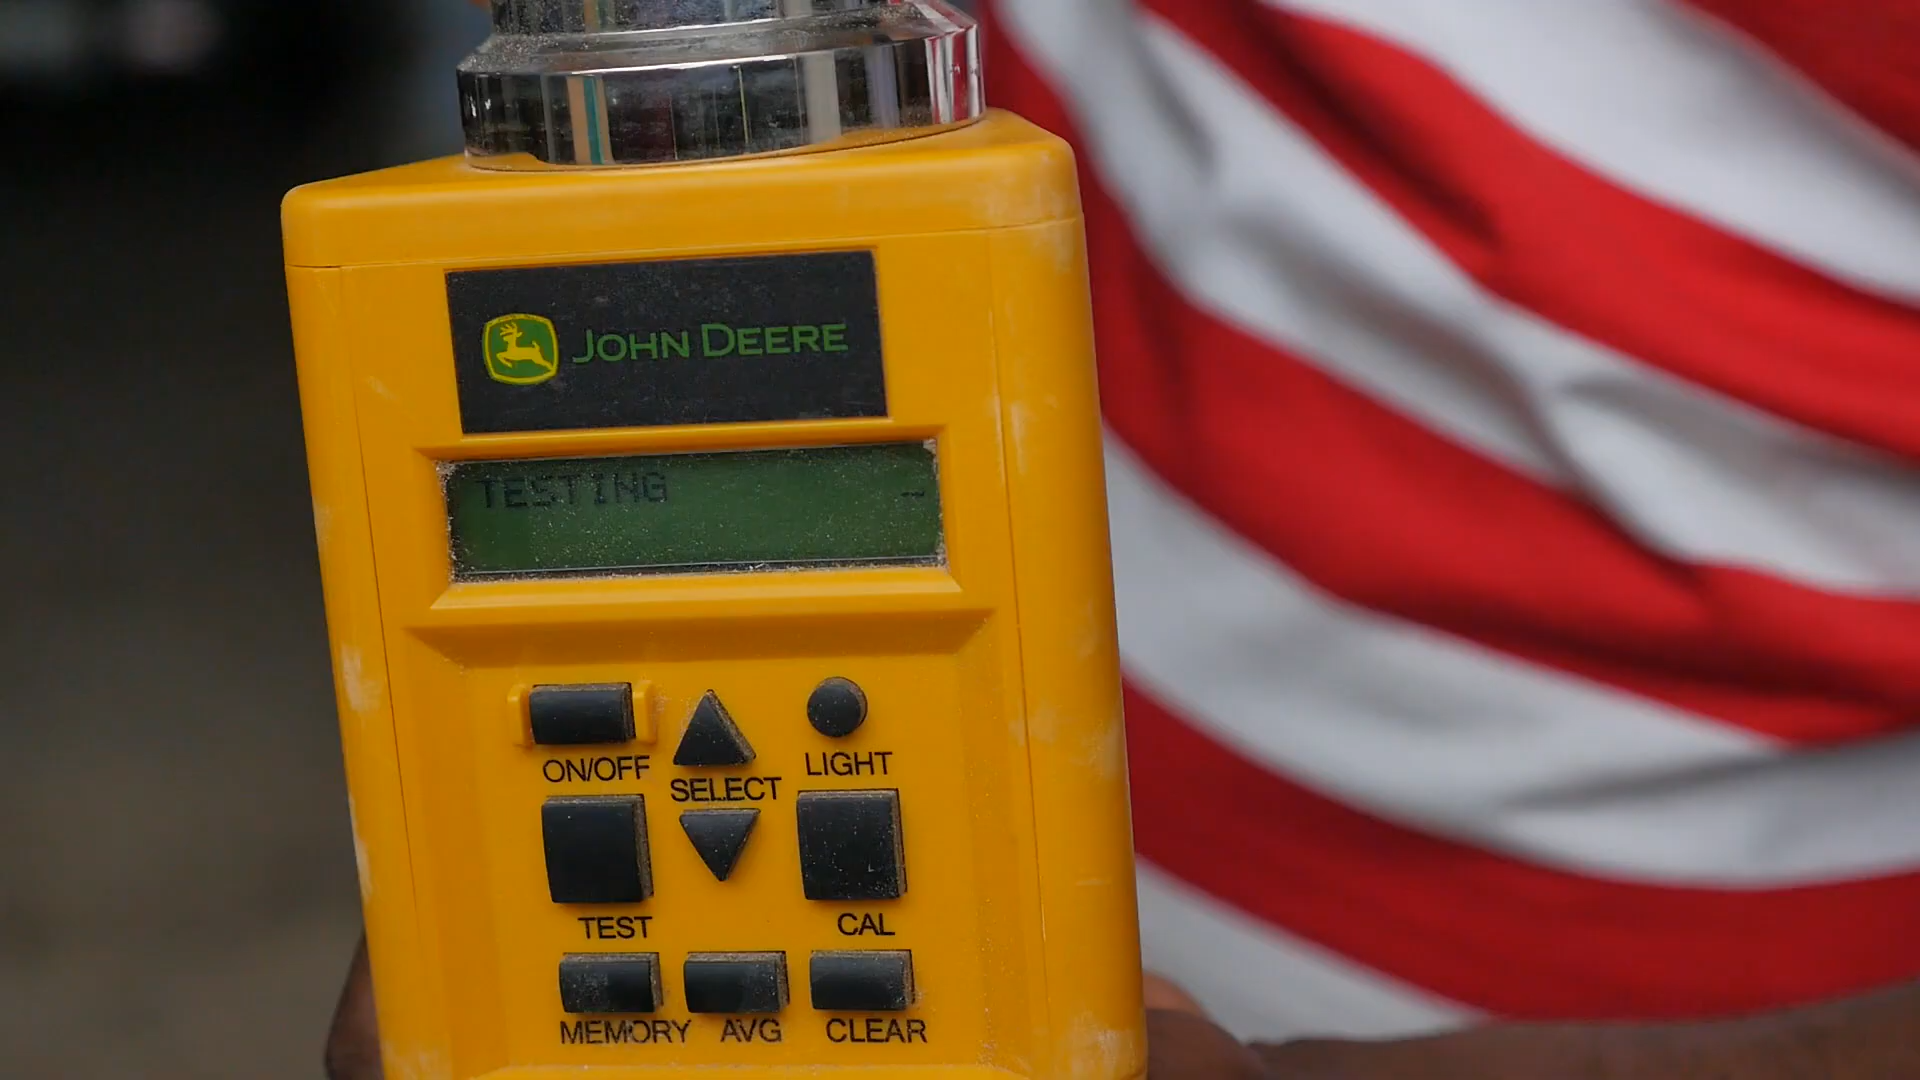 JOHN DEERE
TESTING -
ON/OFF
SELECT
LIGHT
TEST
CAL
MEMORY
AVG
CLEAR